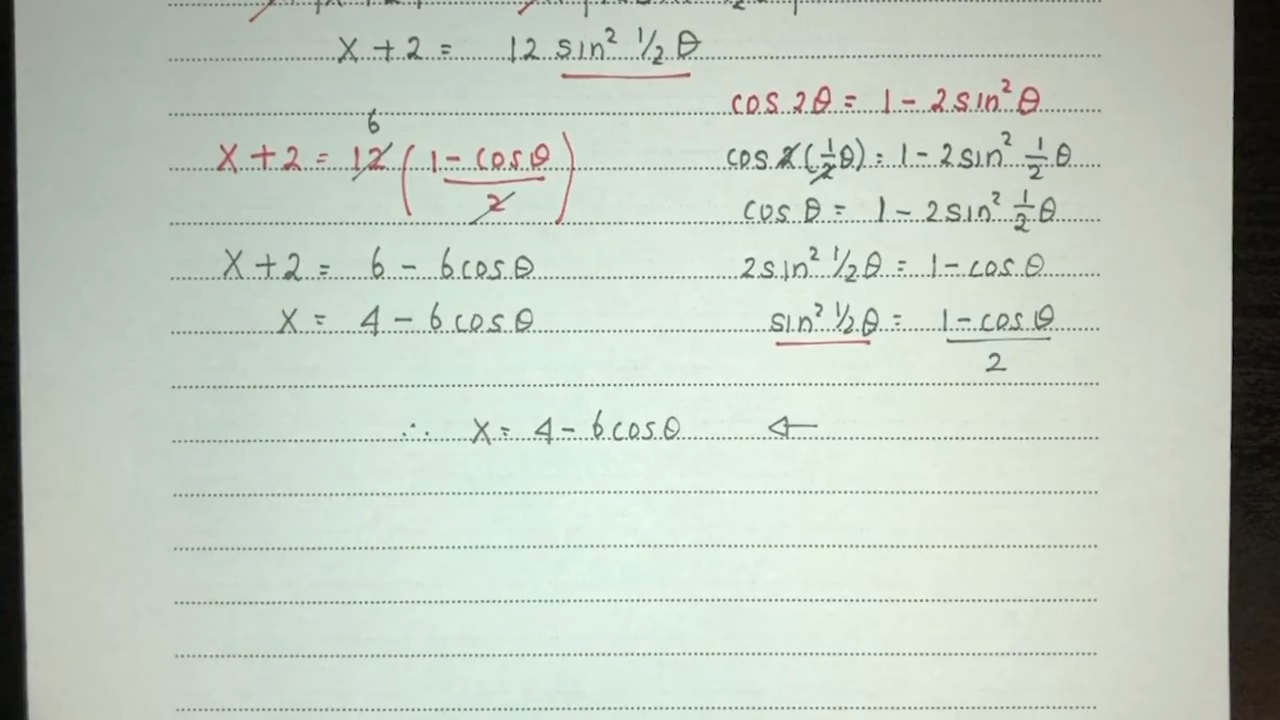 x + 2 = 12 sin² ½ θ
cos 2θ = 1 - 2 sin² θ
6
x + 2 = 12 ( 1 - cos θ / 2 )
cos 2 (½θ) = 1 - 2 sin² ½ θ
cos θ = 1 - 2 sin² ½ θ
x + 2 = 6 - 6 cos θ
2 sin² ½ θ = 1 - cos θ
x = 4 - 6 cos θ
sin² ½ θ = 1 - cos θ / 2
∴ x = 4 - 6 cos θ ←